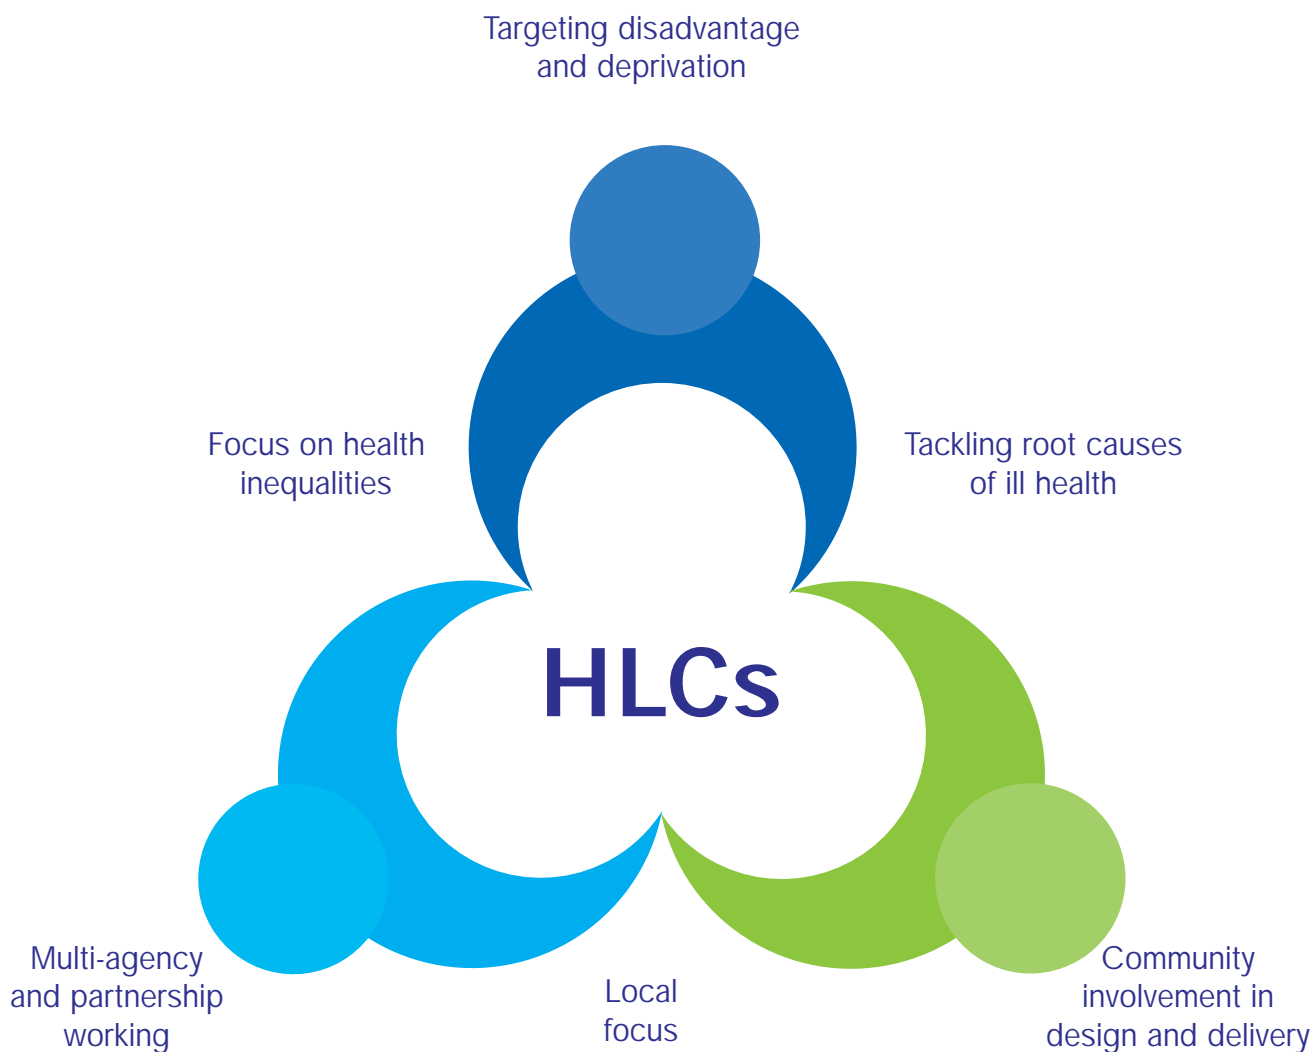 Targeting disadvantage
and deprivation
Focus on health
inequalities
Tackling root causes
of ill health
HLCs
Multi-agency
and partnership
working
Local
focus
Community
involvement in
design and delivery